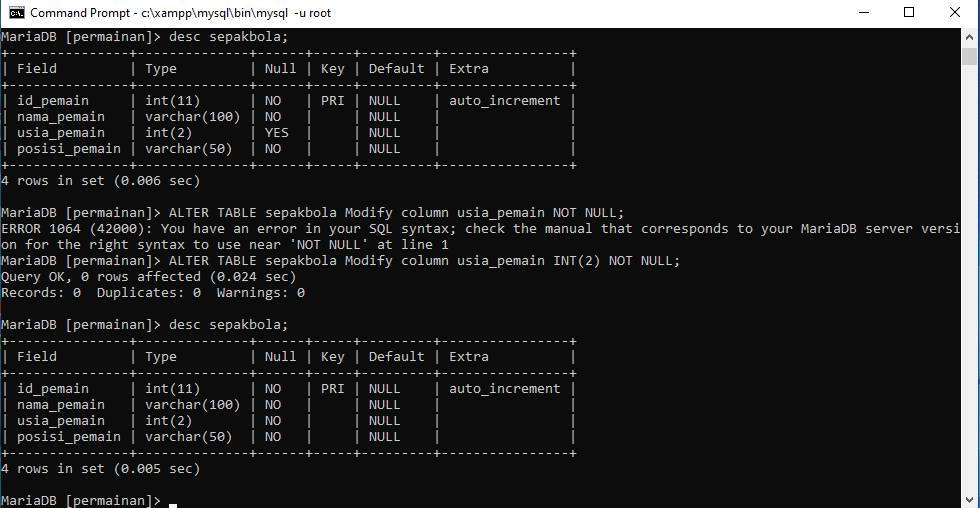 Command Prompt - c:\xampp\mysql\bin\mysql  -u root
MariaDB [permainan]> desc sepakbola;
+---------------+--------------+------+-----+---------+----------------+
| Field         | Type         | Null | Key | Default | Extra          |
+---------------+--------------+------+-----+---------+----------------+
| id_pemain     | int(11)      | NO   | PRI | NULL    | auto_increment |
| nama_pemain   | varchar(100) | NO   |     | NULL    |                |
| usia_pemain   | int(2)       | YES  |     | NULL    |                |
| posisi_pemain | varchar(50)  | NO   |     | NULL    |                |
+---------------+--------------+------+-----+---------+----------------+
4 rows in set (0.006 sec)
MariaDB [permainan]> ALTER TABLE sepakbola Modify column usia_pemain NOT NULL;
ERROR 1064 (42000): You have an error in your SQL syntax; check the manual that corresponds to your MariaDB server versi
on for the right syntax to use near 'NOT NULL' at line 1
MariaDB [permainan]> ALTER TABLE sepakbola Modify column usia_pemain INT(2) NOT NULL;
Query OK, 0 rows affected (0.024 sec)
Records: 0  Duplicates: 0  Warnings: 0
MariaDB [permainan]> desc sepakbola;
+---------------+--------------+------+-----+---------+----------------+
| Field         | Type         | Null | Key | Default | Extra          |
+---------------+--------------+------+-----+---------+----------------+
| id_pemain     | int(11)      | NO   | PRI | NULL    | auto_increment |
| nama_pemain   | varchar(100) | NO   |     | NULL    |                |
| usia_pemain   | int(2)       | NO   |     | NULL    |                |
| posisi_pemain | varchar(50)  | NO   |     | NULL    |                |
+---------------+--------------+------+-----+---------+----------------+
4 rows in set (0.005 sec)
MariaDB [permainan]>